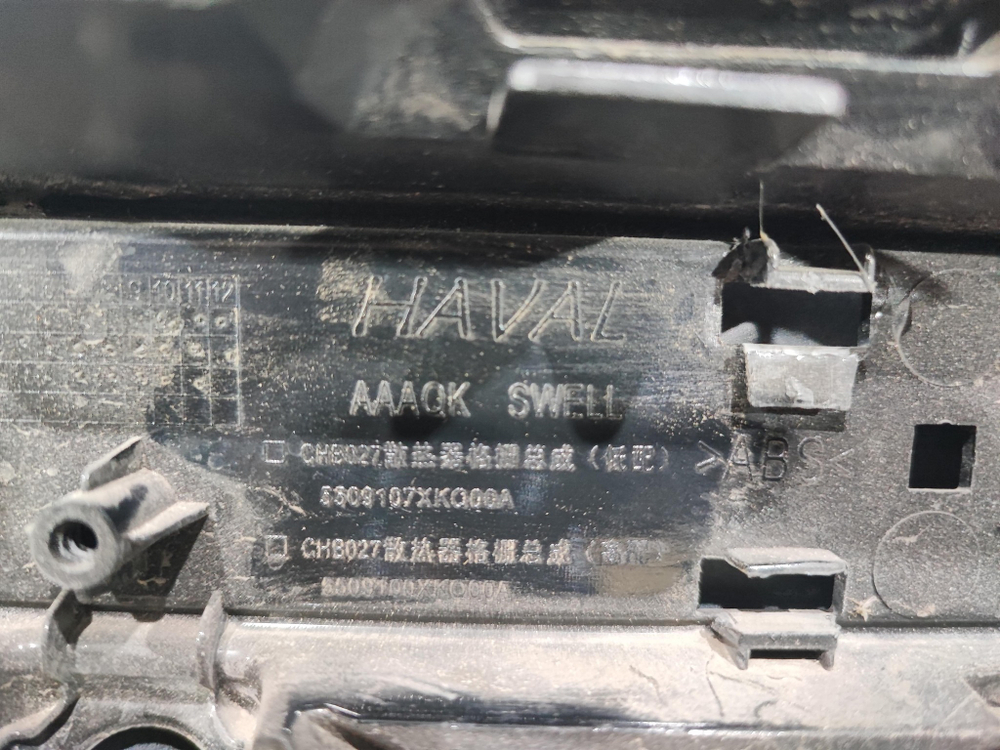 9 10 11 12
HAVAL
AAAQK SWELL
CHB027散热器格栅总成（低配）
>ABS<
5509107XKO00A
CHB027散热器格栅总成